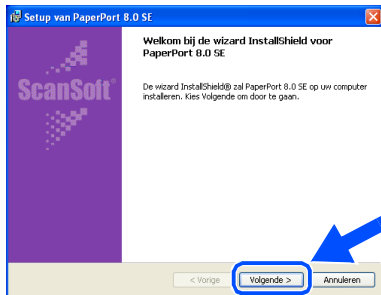 Setup van PaperPort 8.0 SE
Welkom bij de wizard InstallShield voor
PaperPort 8.0 SE
ScanSoft®
De wizard InstallShield® zal PaperPort 8.0 SE op uw computer
installeren. Kies Volgende om door te gaan.
< Vorige
Volgende >
Annuleren